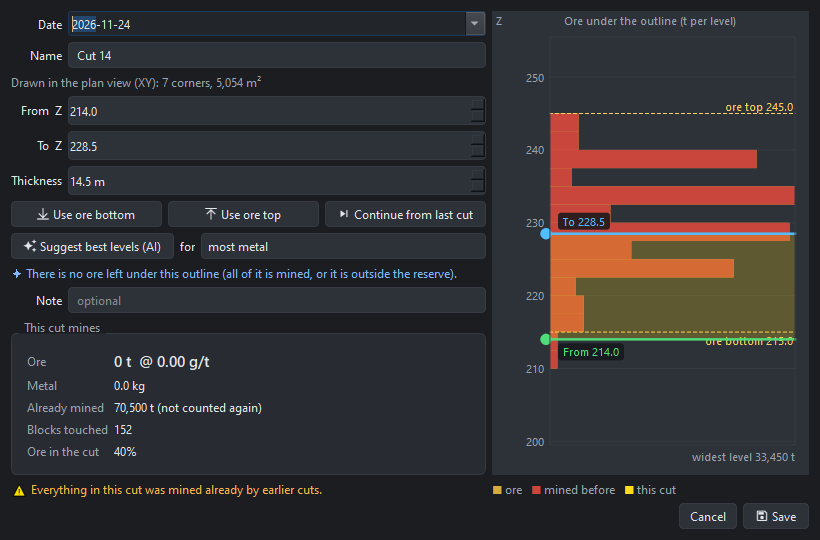 Date 2026-11-24
Name Cut 14
Drawn in the plan view (XY): 7 corners, 5,054 m²
From Z 214.0
To Z 228.5
Thickness 14.5 m
Use ore bottom Use ore top Continue from last cut
Suggest best levels (AI) for most metal
There is no ore left under this outline (all of it is mined, or it is outside the reserve).
Note optional
This cut mines
Ore 0 t @ 0.00 g/t
Metal 0.0 kg
Already mined 70,500 t (not counted again)
Blocks touched 152
Ore in the cut 40%
Everything in this cut was mined already by earlier cuts.
Z Ore under the outline (t per level)
250
ore top 245.0
240
230
To 228.5
220
ore bottom 215.0
From 214.0
210
200
widest level 33,450 t
ore mined before this cut
Cancel Save